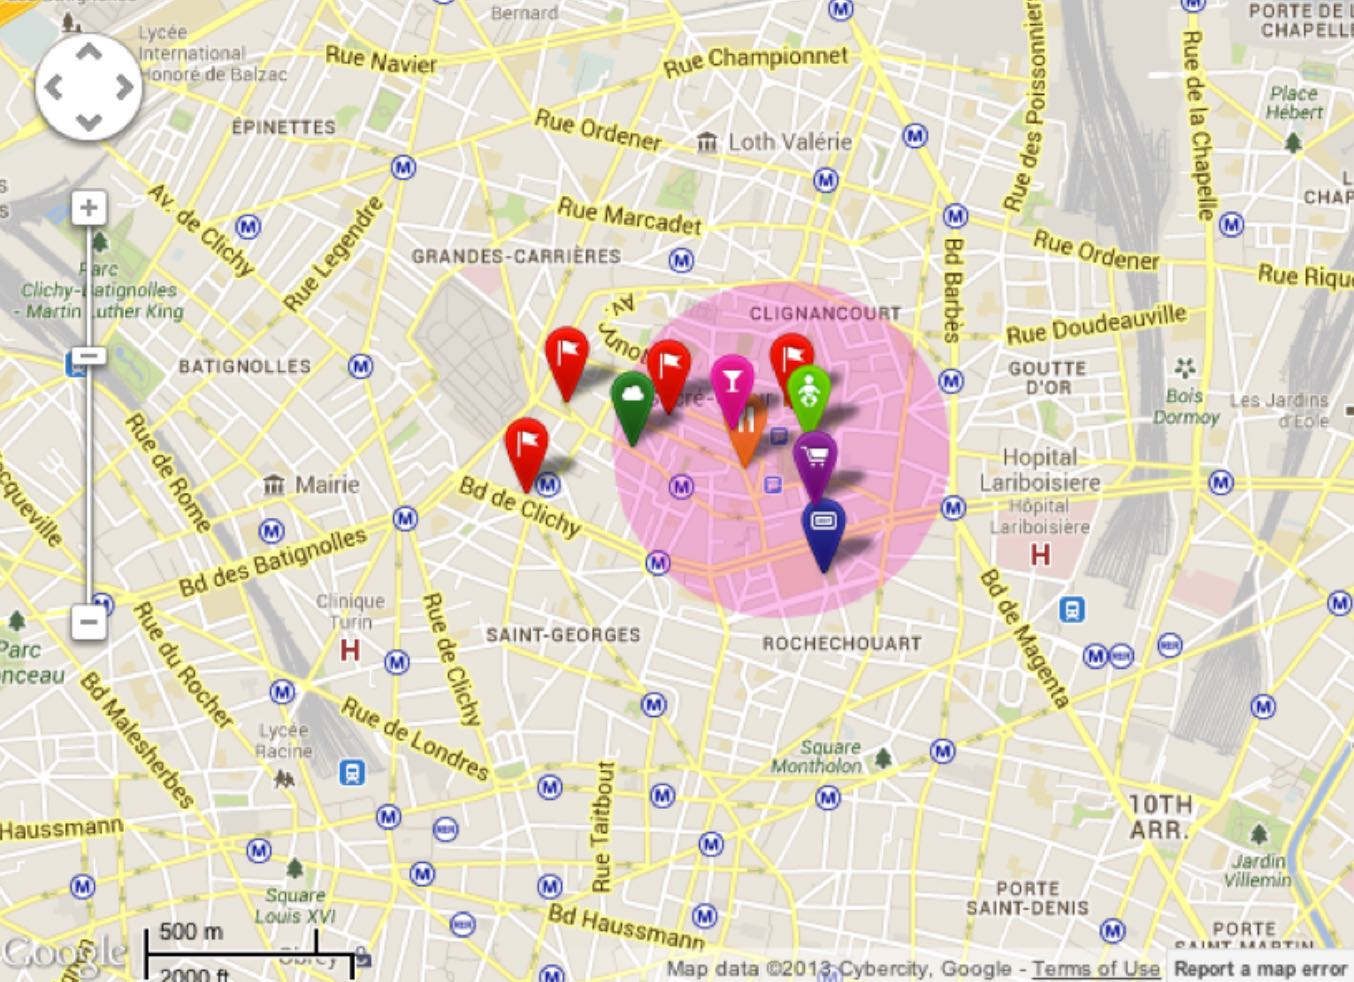 Bernard
PORTE DE L
CHAPELL
Lycée
International
Honoré de Balzac
Rue Navier
Rue Championnet
Rue de la Chapelle
Rue des Poissonniers
Place
Hébert
ÉPINETTES
Rue Ordener
Loth Valérie
M
Av. de Clichy
Rue Legendre
Rue Marcadet
CHAP
GRANDES-CARRIÈRES
Bd Barbès
Rue Ordener
Rue Riqu
Parc
Clichy-Batignolles
- Martin Luther King
Av.
Junot
CLIGNANCOURT
Rue Doudeauville
BATIGNOLLES
GOUTTE
D'OR
Bois
Dormoy
Les Jardins
d'Eole
Rue de Rome
Mairie
Bd de Clichy
Hopital
Lariboisiere
Hôpital
Lariboisière
H
Bd des Batignolles
Clinique
Turin
H
Rue de Clichy
SAINT-GEORGES
ROCHECHOUART
Bd de Magenta
RER
Parc
nceau
Rue du Rocher
Bd Malesherbes
Rue de Londres
Lycée
Racine
Square
Montholon
Rue Taitbout
10TH
ARR.
Haussmann
RER
Jardin
Villemin
Square
Louis XVI
PORTE
SAINT-DENIS
Bd Haussmann
PORTE
SAINT-MARTIN
500 m
2000 ft
Google
Map data ©2013 Cybercity, Google - Terms of Use
Report a map error